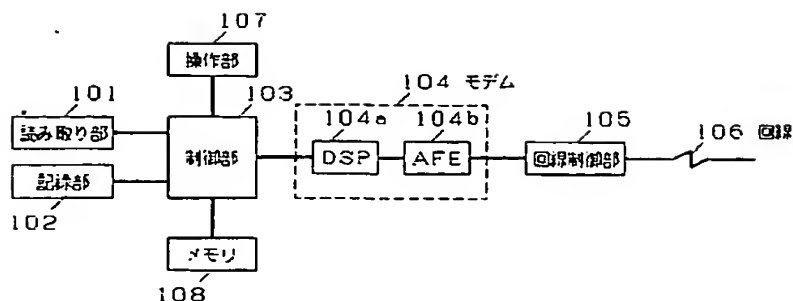 107
操作部
104 モデム
101
103
104a
104b
105
読み取り部
制御部
DSP
AFE
回線制御部
106 回線
記録部
102
メモリ
108